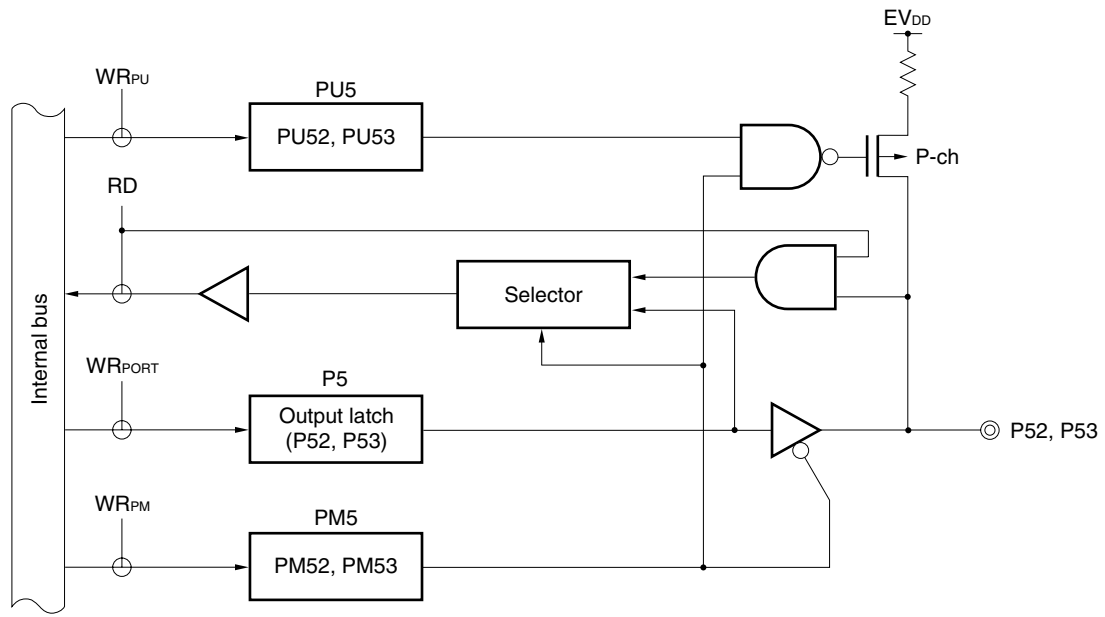 EVDD
WRPU
PU5
PU52, PU53
P-ch
RD
Selector
Internal bus
WRPORT
P5
Output latch
(P52, P53)
P52, P53
WRPM
PM5
PM52, PM53